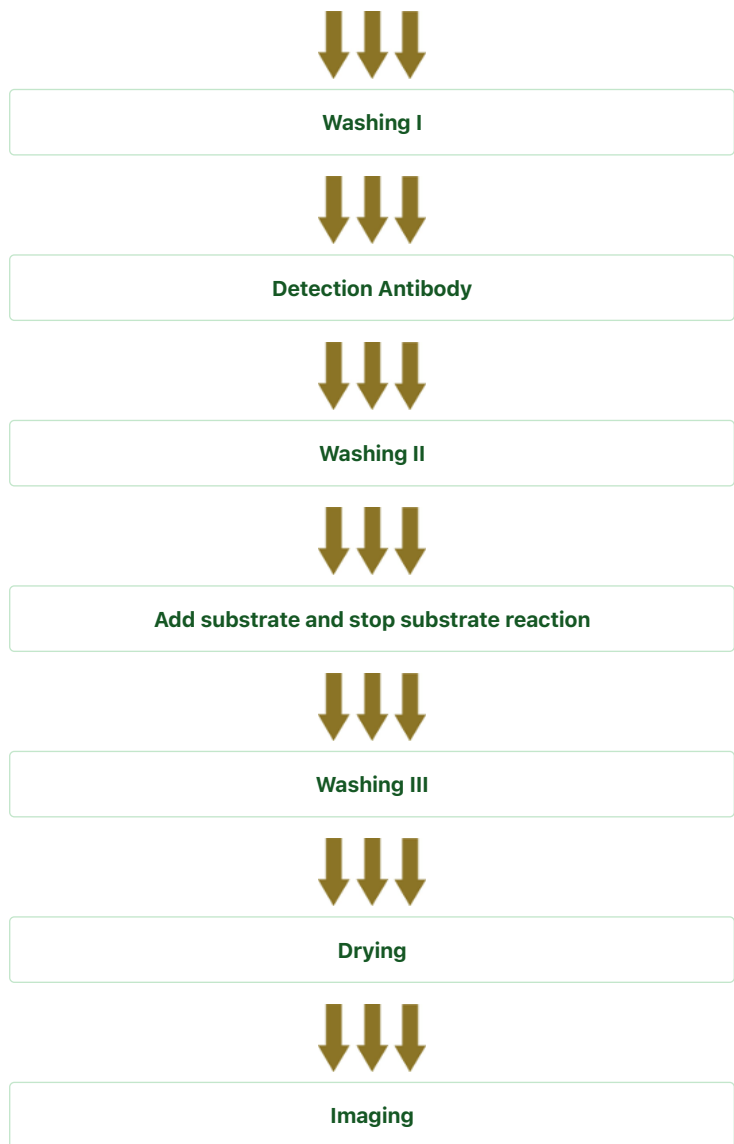 Washing I
Detection Antibody
Washing II
Add substrate and stop substrate reaction
Washing III
Drying
Imaging